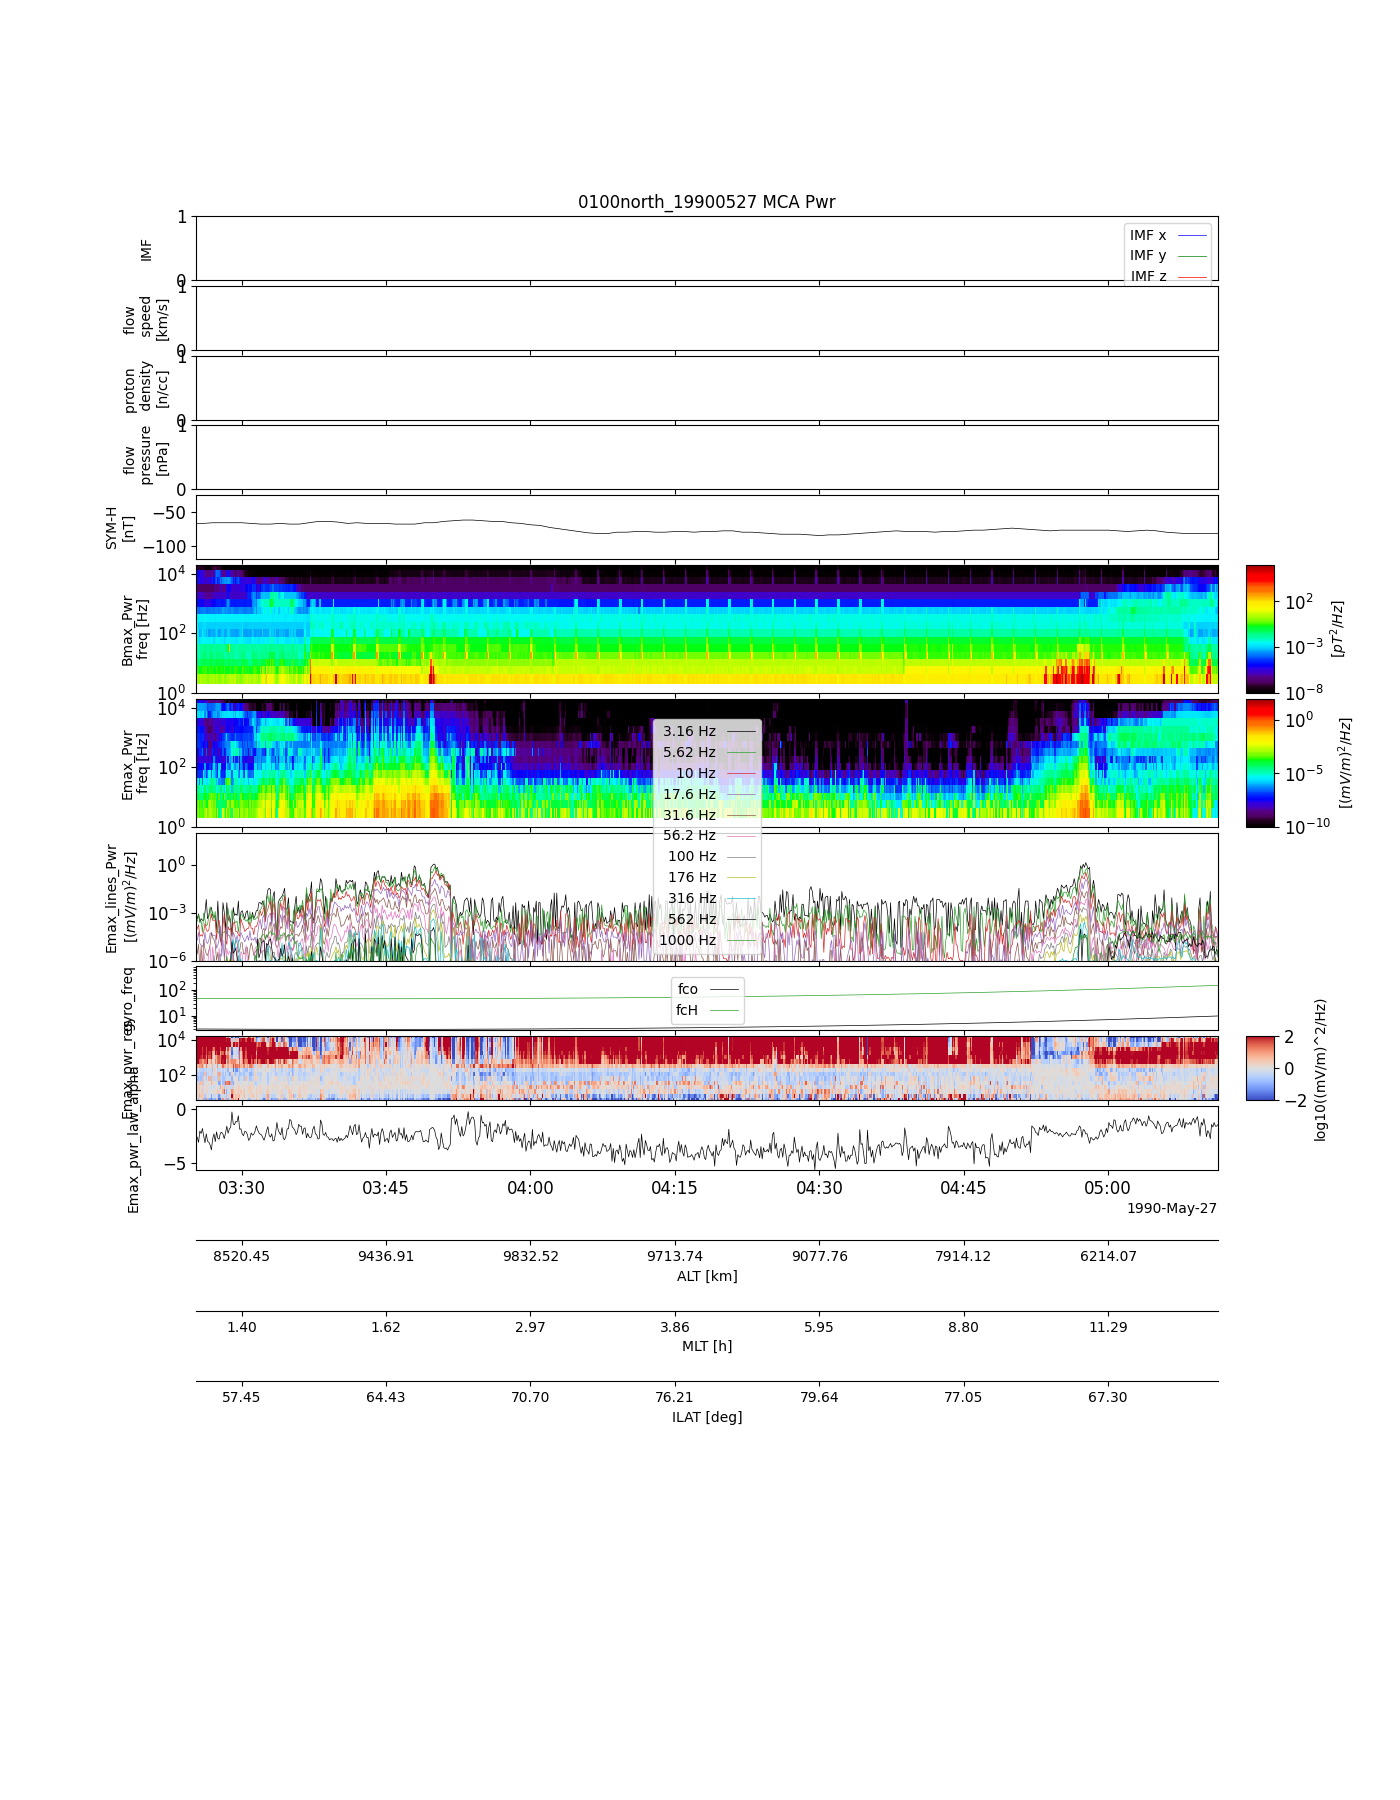 0100north_19900527 MCA Pwr
1
0
IMF
IMF x
IMF y
IMF z
1
0
flow
speed
[km/s]
1
0
proton
density
[n/cc]
1
0
flow
pressure
[nPa]
−50
−100
SYM-H
[nT]
10^4
10^2
10^0
Bmax_Pwr
freq [Hz]
10^2
10^−3
10^−8
[pT^2/Hz]
10^4
10^2
10^0
Emax_Pwr
freq [Hz]
10^0
10^−5
10^−10
[(mV/m)^2/Hz]
3.16 Hz
5.62 Hz
10 Hz
17.6 Hz
31.6 Hz
56.2 Hz
100 Hz
176 Hz
316 Hz
562 Hz
1000 Hz
10^0
10^−3
10^−6
Emax_lines_Pwr
[(mV/m)^2/Hz]
10^2
10^1
gyro_freq
fco
fcH
10^4
10^2
Emax_pwr_reg
2
0
−2
log10((mV/m)^2/Hz)
0
−5
Emax_pwr_law_alpha
03:30 03:45 04:00 04:15 04:30 04:45 05:00
1990-May-27
8520.45 9436.91 9832.52 9713.74 9077.76 7914.12 6214.07
ALT [km]
1.40 1.62 2.97 3.86 5.95 8.80 11.29
MLT [h]
57.45 64.43 70.70 76.21 79.64 77.05 67.30
ILAT [deg]